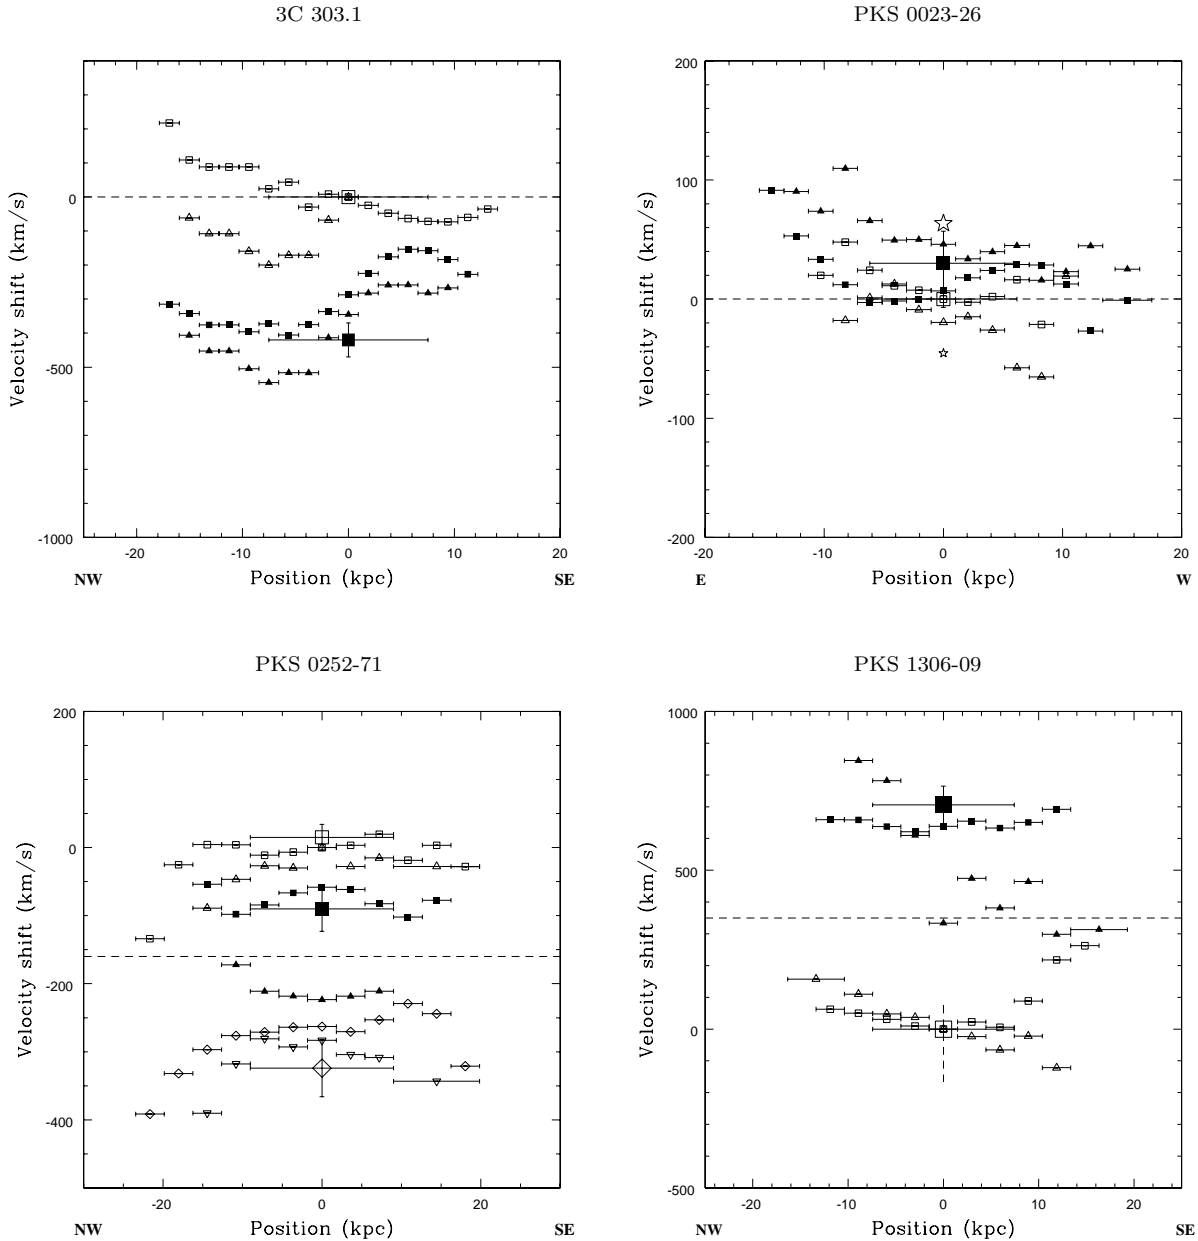 3C 303.1
PKS 0023-26
0
-500
-1000
-20
-10
0
10
20
Velocity shift (km/s)
Position (kpc)
NW
SE
200
100
0
-100
-200
-20
-10
0
10
20
Velocity shift (km/s)
Position (kpc)
E
W
PKS 0252-71
PKS 1306-09
200
0
-200
-400
-20
0
20
Velocity shift (km/s)
Position (kpc)
NW
SE
1000
500
0
-500
-20
-10
0
10
20
Velocity shift (km/s)
Position (kpc)
NW
SE